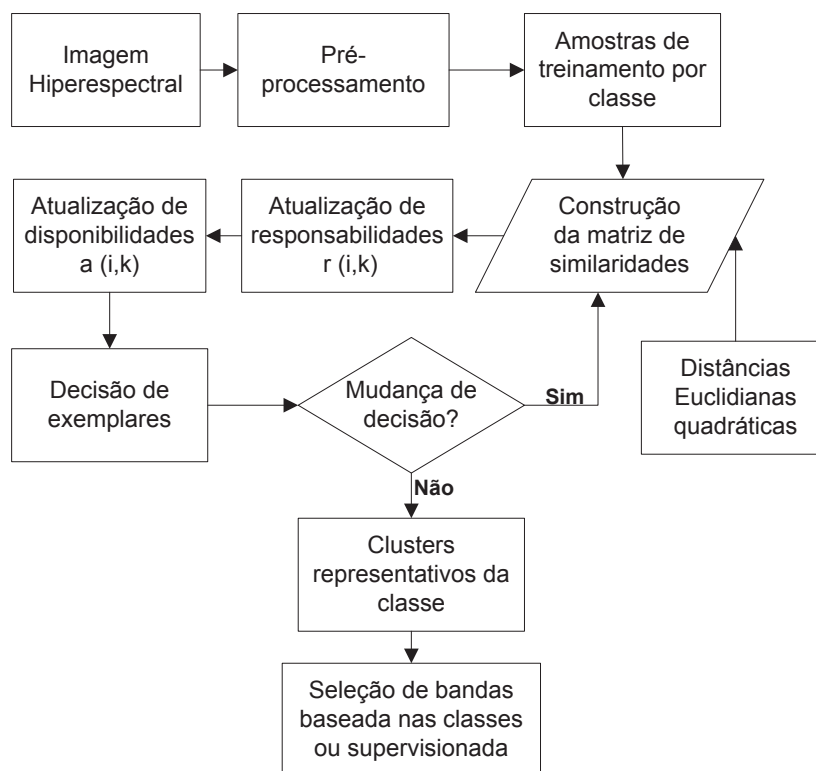 Imagem
Hiperespectral
Pré-
processamento
Amostras de
treinamento por
classe
Atualização de
disponibilidades
a (i,k)
Atualização de
responsabilidades
r (i,k)
Construção
da matriz de
similaridades
Decisão de
exemplares
Mudança de
decisão?
Sim
Distâncias
Euclidianas
quadráticas
Não
Clusters
representativos da
classe
Seleção de bandas
baseada nas classes
ou supervisionada